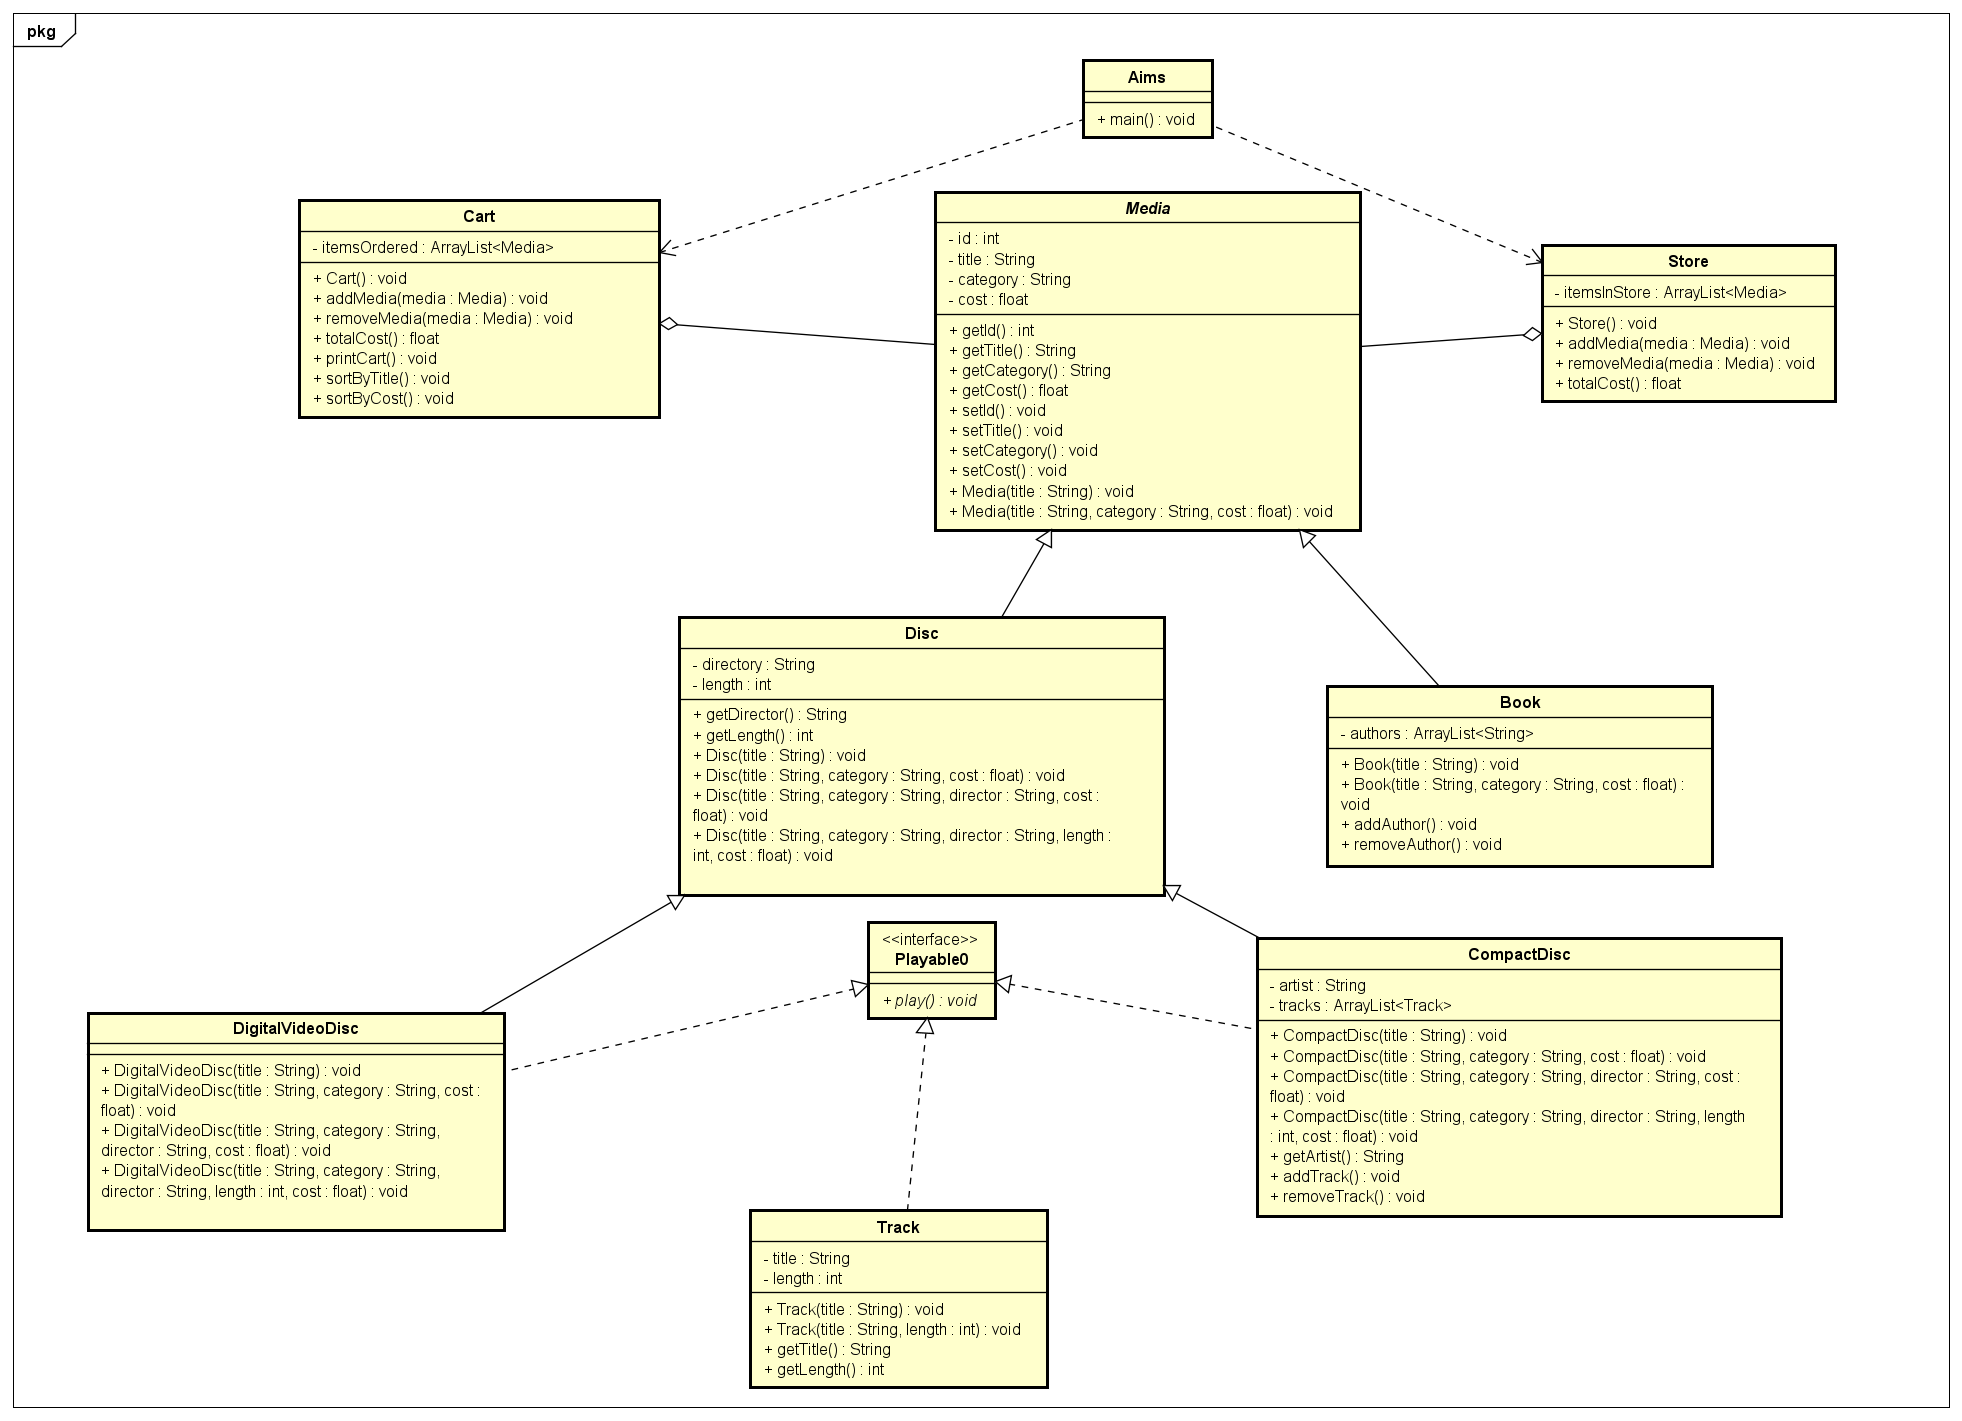 pkg
Aims
+ main() : void
Cart
- itemsOrdered : ArrayList<Media>
+ Cart() : void
+ addMedia(media : Media) : void
+ removeMedia(media : Media) : void
+ totalCost() : float
+ printCart() : void
+ sortByTitle() : void
+ sortByCost() : void
Media
- id : int
- title : String
- category : String
- cost : float
+ getId() : int
+ getTitle() : String
+ getCategory() : String
+ getCost() : float
+ setId() : void
+ setTitle() : void
+ setCategory() : void
+ setCost() : void
+ Media(title : String) : void
+ Media(title : String, category : String, cost : float) : void
Store
- itemsInStore : ArrayList<Media>
+ Store() : void
+ addMedia(media : Media) : void
+ removeMedia(media : Media) : void
+ totalCost() : float
Disc
- directory : String
- length : int
+ getDirector() : String
+ getLength() : int
+ Disc(title : String) : void
+ Disc(title : String, category : String, cost : float) : void
+ Disc(title : String, category : String, director : String, cost :
float) : void
+ Disc(title : String, category : String, director : String, length :
int, cost : float) : void
Book
- authors : ArrayList<String>
+ Book(title : String) : void
+ Book(title : String, category : String, cost : float) :
void
+ addAuthor() : void
+ removeAuthor() : void
<<interface>>
Playable0
+ play() : void
CompactDisc
- artist : String
- tracks : ArrayList<Track>
+ CompactDisc(title : String) : void
+ CompactDisc(title : String, category : String, cost : float) : void
+ CompactDisc(title : String, category : String, director : String, cost :
float) : void
+ CompactDisc(title : String, category : String, director : String, length
: int, cost : float) : void
+ getArtist() : String
+ addTrack() : void
+ removeTrack() : void
DigitalVideoDisc
+ DigitalVideoDisc(title : String) : void
+ DigitalVideoDisc(title : String, category : String, cost :
float) : void
+ DigitalVideoDisc(title : String, category : String,
director : String, cost : float) : void
+ DigitalVideoDisc(title : String, category : String,
director : String, length : int, cost : float) : void
Track
- title : String
- length : int
+ Track(title : String) : void
+ Track(title : String, length : int) : void
+ getTitle() : String
+ getLength() : int